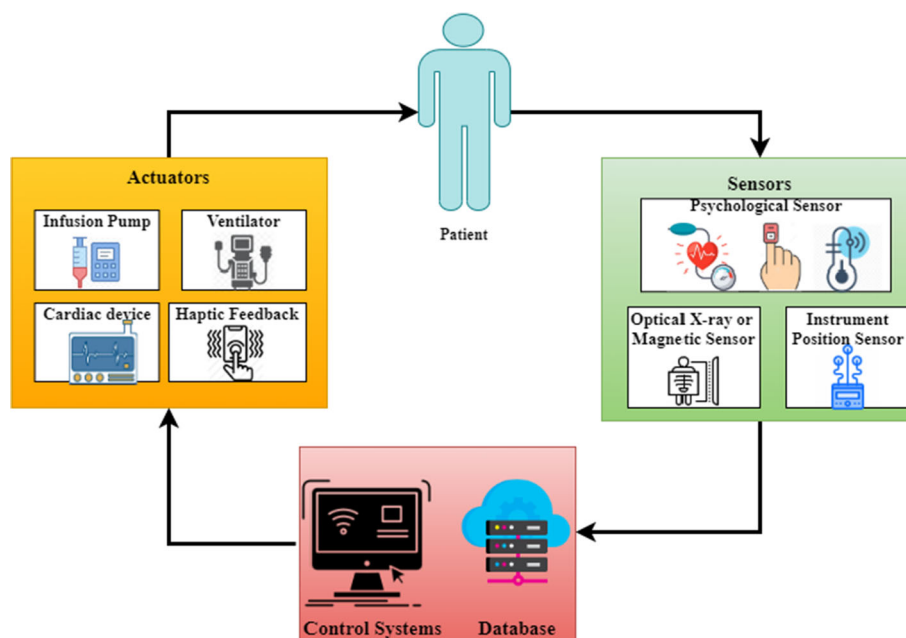 Patient
Actuators
Infusion Pump
Ventilator
Cardiac device
Haptic Feedback
Sensors
Psychological Sensor
Optical X-ray or
Magnetic Sensor
Instrument
Position Sensor
Control Systems
Database